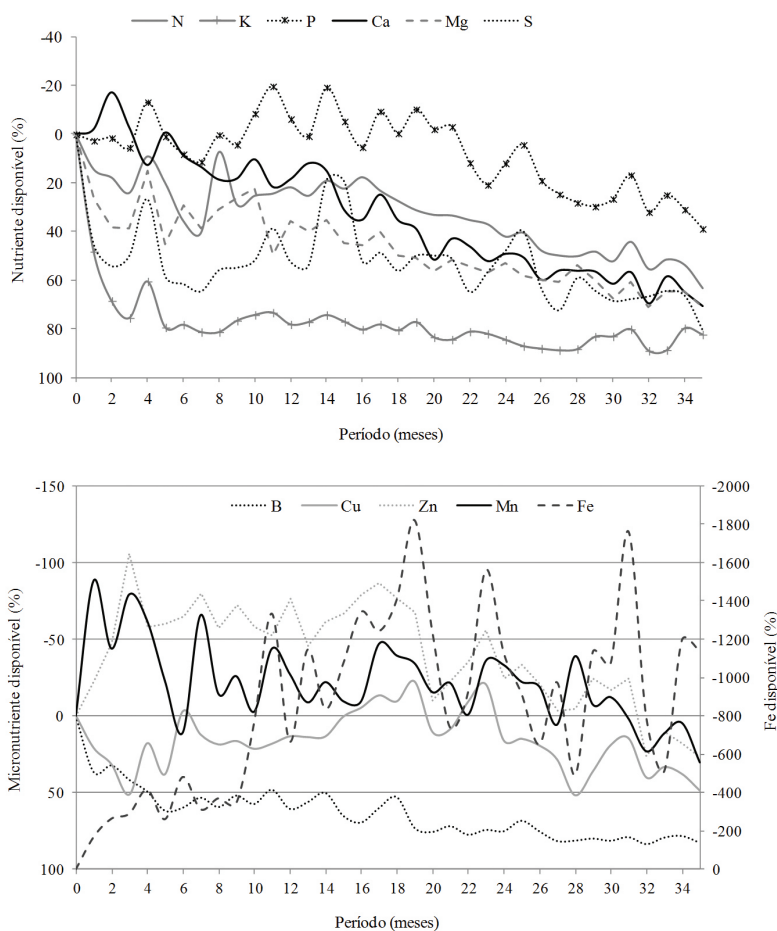 N K P Ca Mg S
-40
-20
0
20
40
60
80
100
Nutriente disponível (%)
0 2 4 6 8 10 12 14 16 18 20 22 24 26 28 30 32 34
Período (meses)
B Cu Zn Mn Fe
-150
-100
-50
0
50
100
Micronutriente disponível (%)
-2000
-1800
-1600
-1400
-1200
-1000
-800
-600
-400
-200
0
Fe disponível (%)
0 2 4 6 8 10 12 14 16 18 20 22 24 26 28 30 32 34
Período (meses)